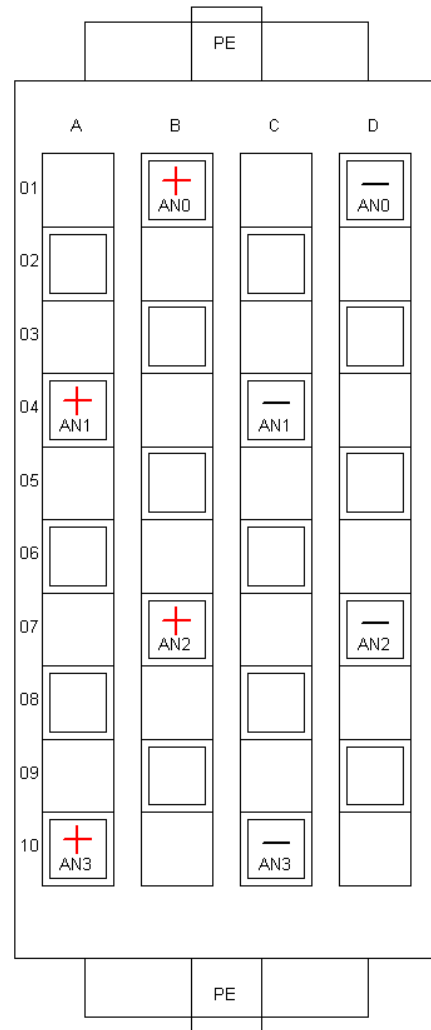 PE
A B C D
01 + AN0 − AN0
02
03
04 + AN1 − AN1
05
06
07 + AN2 − AN2
08
09
10 + AN3 − AN3
PE